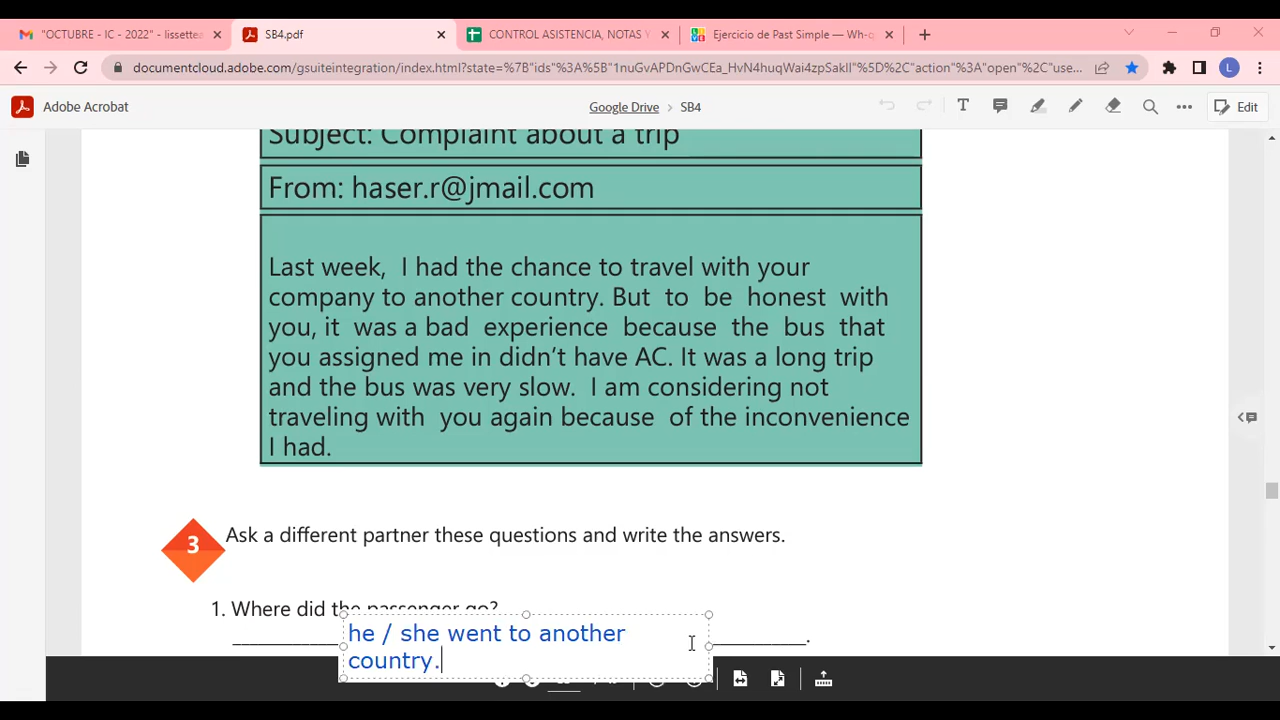 "OCTUBRE - IC - 2022" - lissettea
SB4.pdf
CONTROL ASISTENCIA, NOTAS Y
Ejercicio de Past Simple — Wh-q
documentcloud.adobe.com/gsuiteintegration/index.html?state=%7B"ids"%3A%5B"1nuGvAPDnGwCEa_HvN4huqWai4zpSakIl"%5D%2C"action"%3A"open"%2C"use...
L
Adobe Acrobat
Google Drive > SB4
Edit
Subject: Complaint about a trip
From: haser.r@jmail.com
Last week, I had the chance to travel with your
company to another country. But to be honest with
you, it was a bad experience because the bus that
you assigned me in didn't have AC. It was a long trip
and the bus was very slow. I am considering not
traveling with you again because of the inconvenience
I had.
3
Ask a different partner these questions and write the answers.
1. Where did the passenger go?
he / she went to another
country.